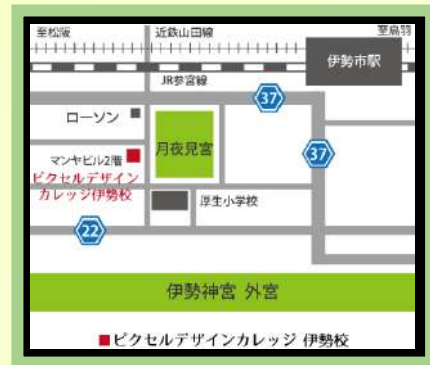 至松阪
近鉄山田線
至鳥羽
伊勢市駅
JR参宮線
37
ローソン
月夜見宮
37
マンヤビル2階
ピクセルデザイン
カレッジ伊勢校
厚生小学校
22
伊勢神宮 外宮
■ピクセルデザインカレッジ 伊勢校